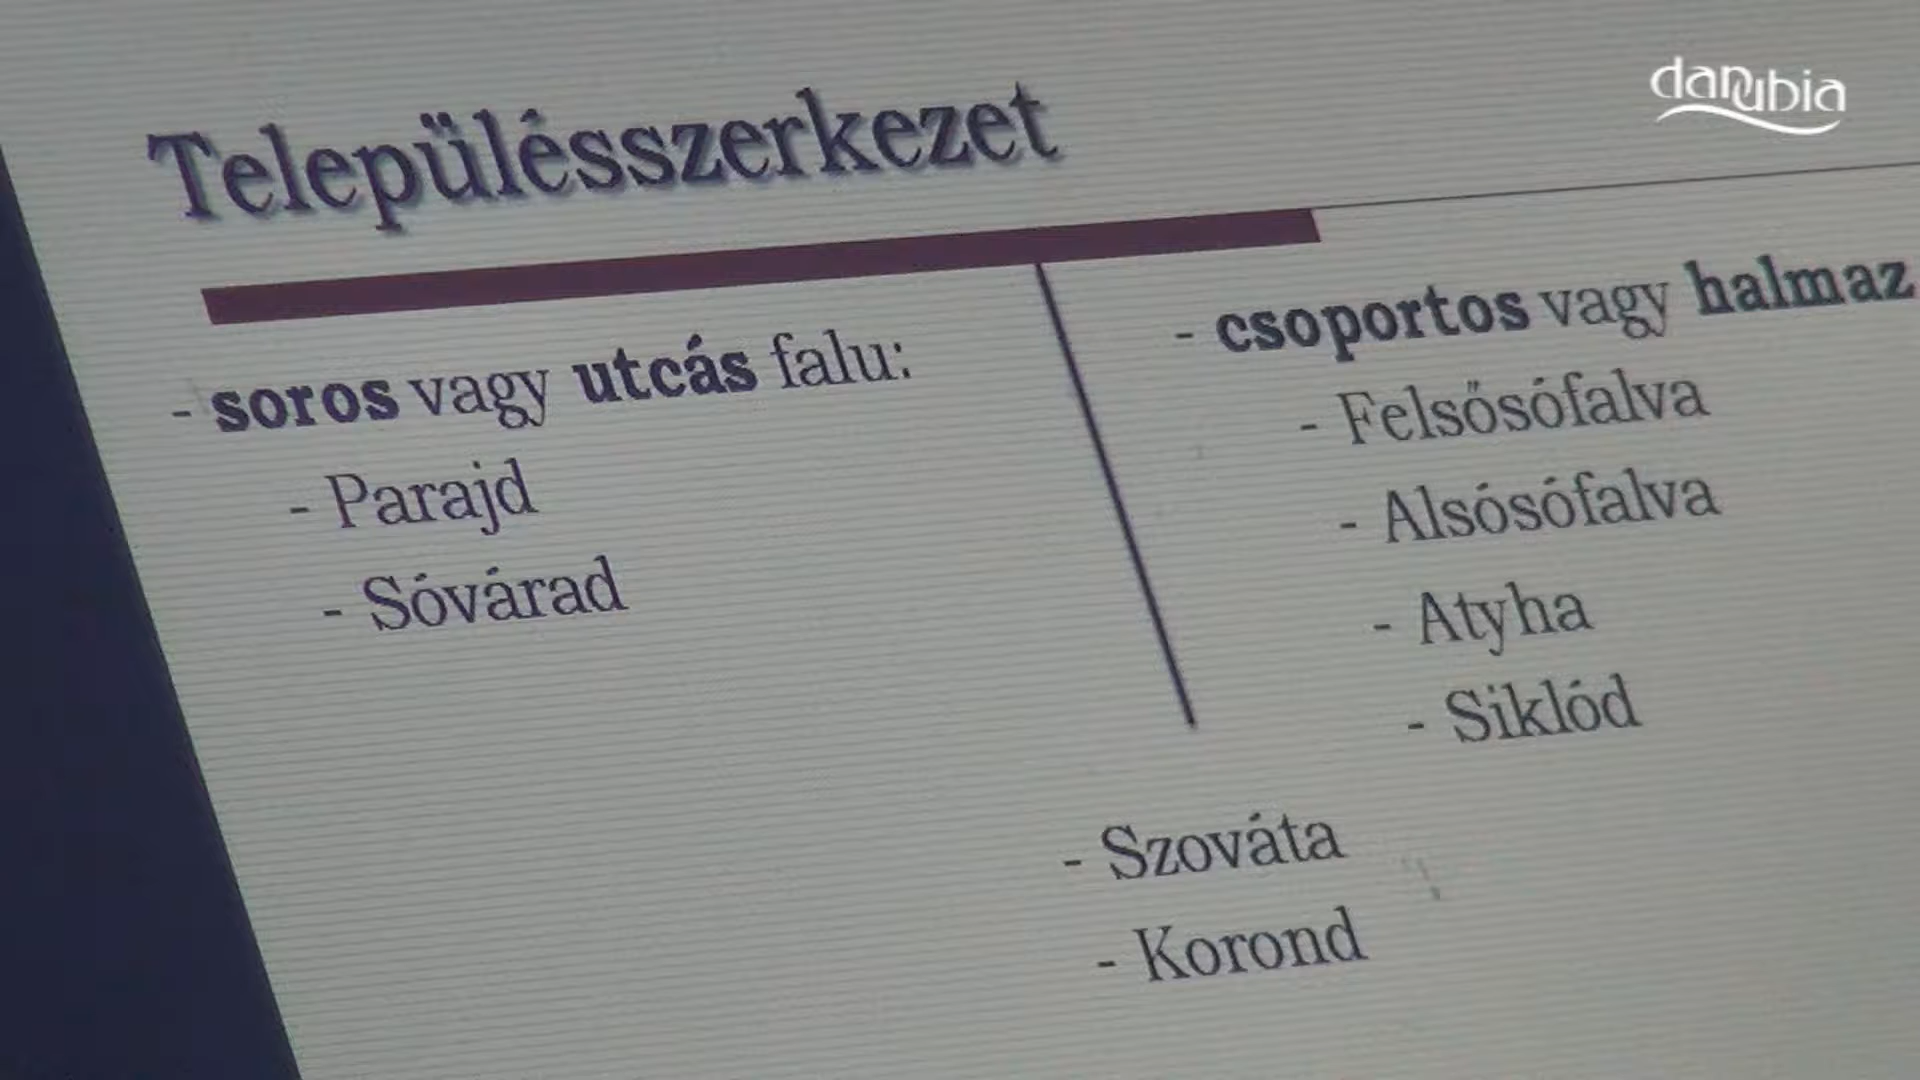 danubia
Településszerkezet
- soros vagy utcás falu:
- Parajd
- Sóvárad
- csoportos vagy halmaz
- Felsősófalva
- Alsósófalva
- Atyha
- Siklód
- Szováta
- Korond